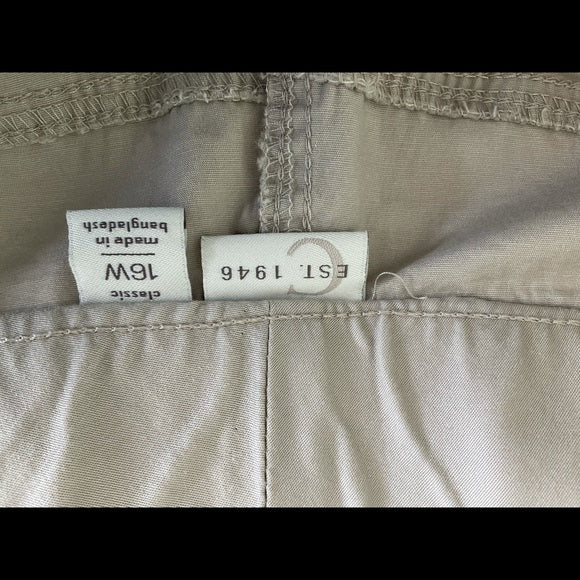 classic
16W
made in
bangladesh
C
EST. 1946